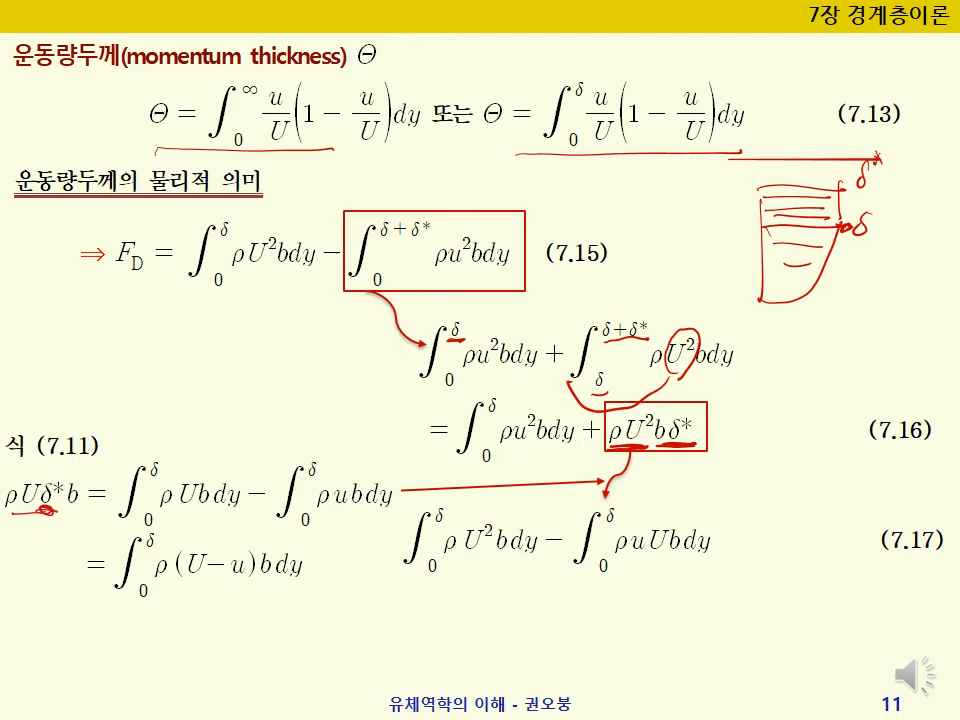 7장 경계층이론
운동량두께(momentum thickness) Θ
Θ = ∫₀^∞ u/U (1 − u/U) dy 또는 Θ = ∫₀^δ u/U (1 − u/U) dy (7.13)
δ*
운동량두께의 물리적 의미
δ
⇒ F_D = ∫₀^δ ρU²bdy − ∫₀^(δ+δ*) ρu²bdy (7.15)
∫₀^δ ρu²bdy + ∫_δ^(δ+δ*) ρU²bdy
= ∫₀^δ ρu²bdy + ρU²bδ* (7.16)
식 (7.11)
ρUδ*b = ∫₀^δ ρUbdy − ∫₀^δ ρubdy
∫₀^δ ρU²bdy − ∫₀^δ ρuUbdy (7.17)
= ∫₀^δ ρ(U−u)bdy
유체역학의 이해 - 권오붕 11